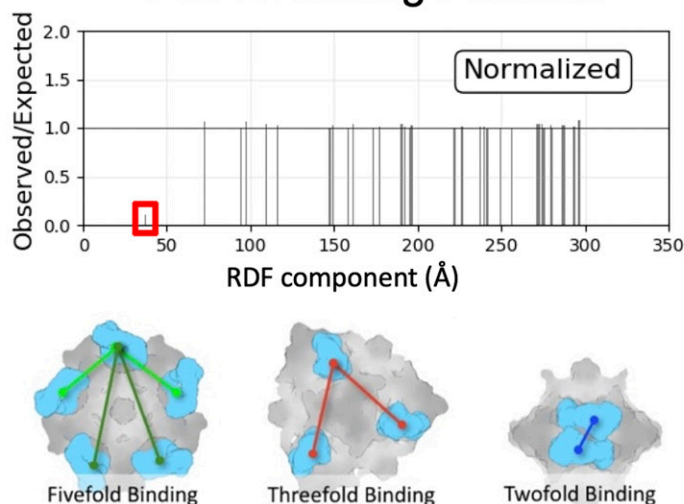 2.0
Normalized
1.5
1.0
0.5
0.0
Observed/Expected
0 50 100 150 200 250 300 350
RDF component (Å)
Fivefold Binding Threefold Binding Twofold Binding